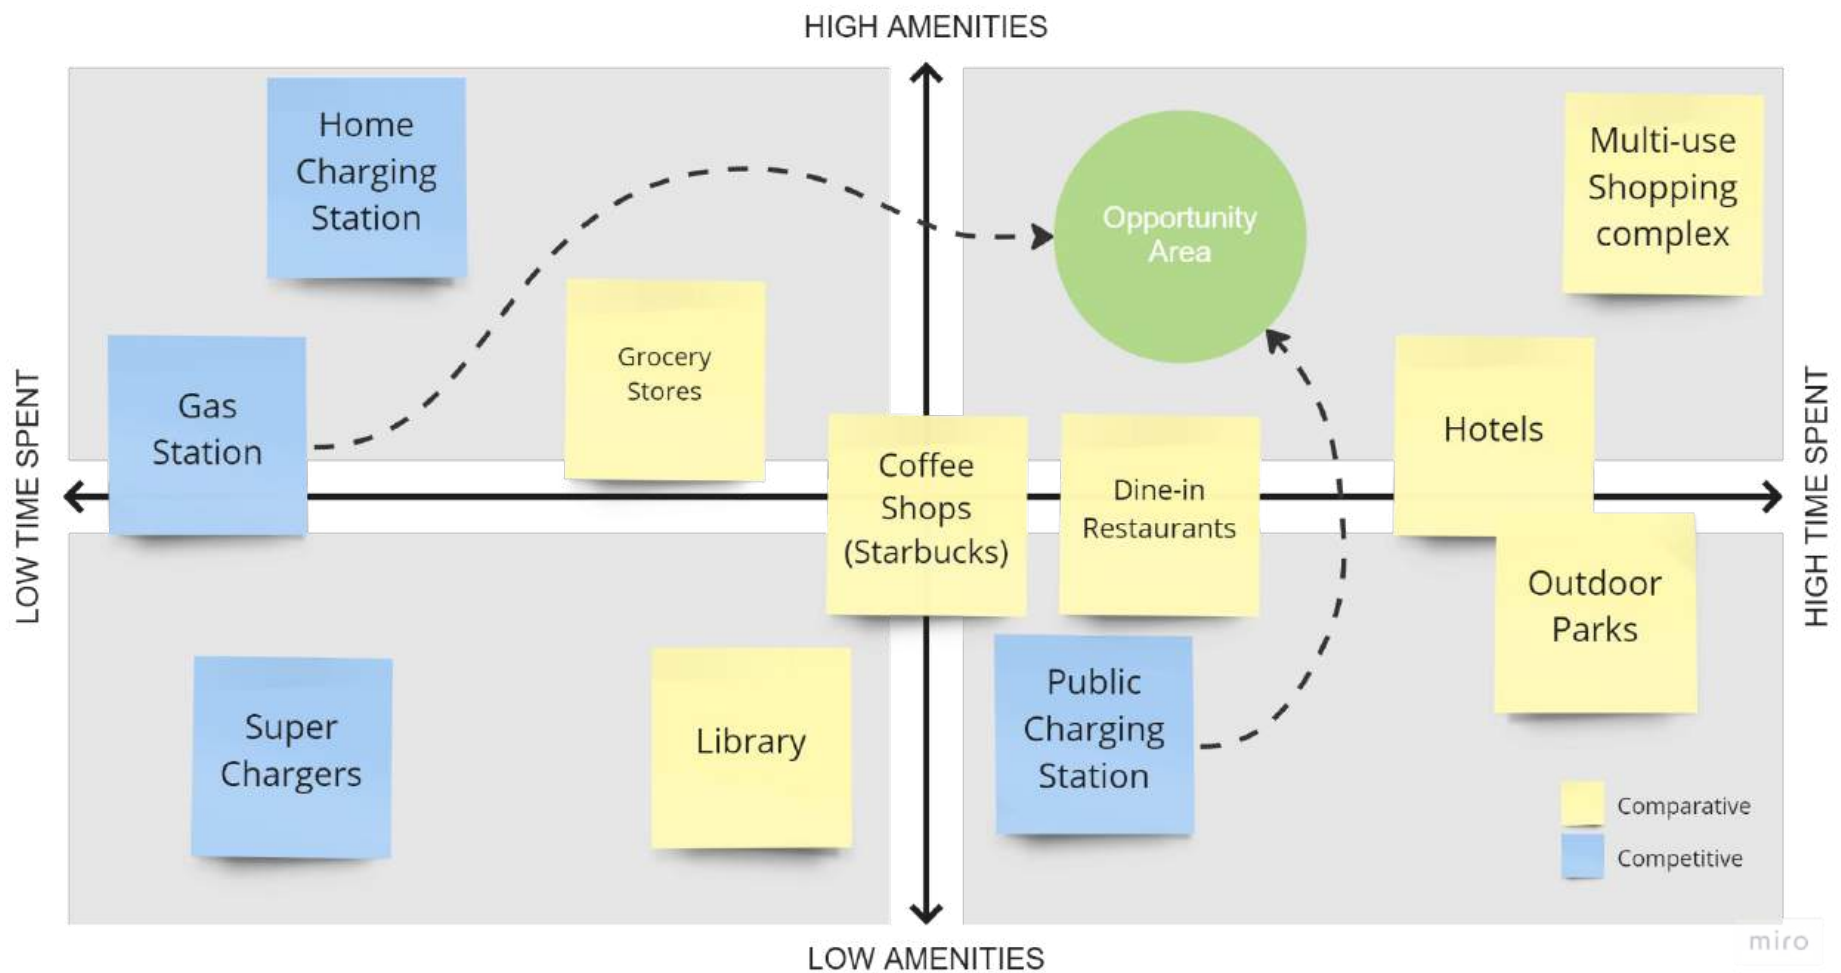 HIGH AMENITIES
Home
Charging
Station
Opportunity
Area
Multi-use
Shopping
complex
Grocery
Stores
Gas
Station
Coffee
Shops
(Starbucks)
Dine-in
Restaurants
Hotels
LOW TIME SPENT
HIGH TIME SPENT
Outdoor
Parks
Super
Chargers
Library
Public
Charging
Station
Comparative
Competitive
miro
LOW AMENITIES